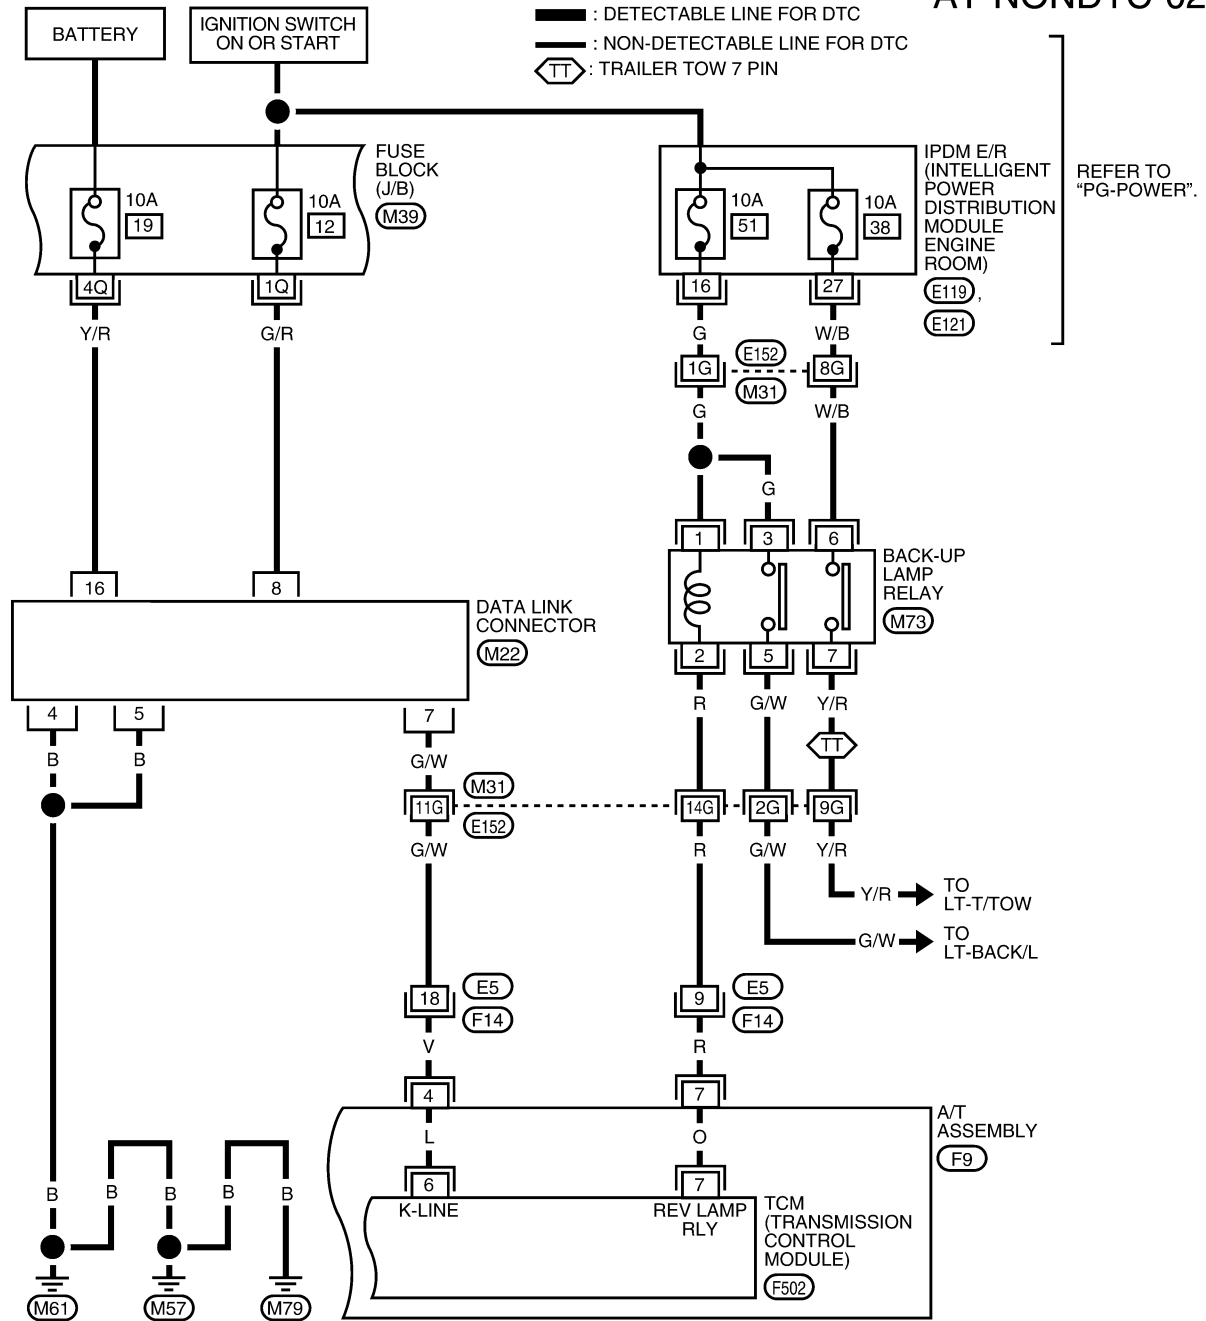 AT-NONDTC-02
: DETECTABLE LINE FOR DTC
: NON-DETECTABLE LINE FOR DTC
TT : TRAILER TOW 7 PIN
BATTERY
IGNITION SWITCH
ON OR START
FUSE
BLOCK
(J/B)
M39
10A
19
10A
12
10A
51
10A
38
IPDM E/R
(INTELLIGENT
POWER
DISTRIBUTION
MODULE
ENGINE
ROOM)
E119 ,
E121
REFER TO
“PG-POWER”.
4Q
1Q
16
27
Y/R
G/R
G
W/B
1G
E152
M31
8G
G
W/B
G
16
8
1
3
6
BACK-UP
LAMP
RELAY
M73
DATA LINK
CONNECTOR
M22
2
5
7
4
5
7
R
G/W
Y/R
TT
B
B
G/W
M31
11G
E152
14G
2G
9G
G/W
R
G/W
Y/R
Y/R
TO
LT-T/TOW
G/W
TO
LT-BACK/L
18
E5
F14
9
E5
F14
V
R
4
7
A/T
ASSEMBLY
F9
L
O
6
7
K-LINE
REV LAMP
RLY
TCM
(TRANSMISSION
CONTROL
MODULE)
F502
B
B
B
B
B
M61
M57
M79